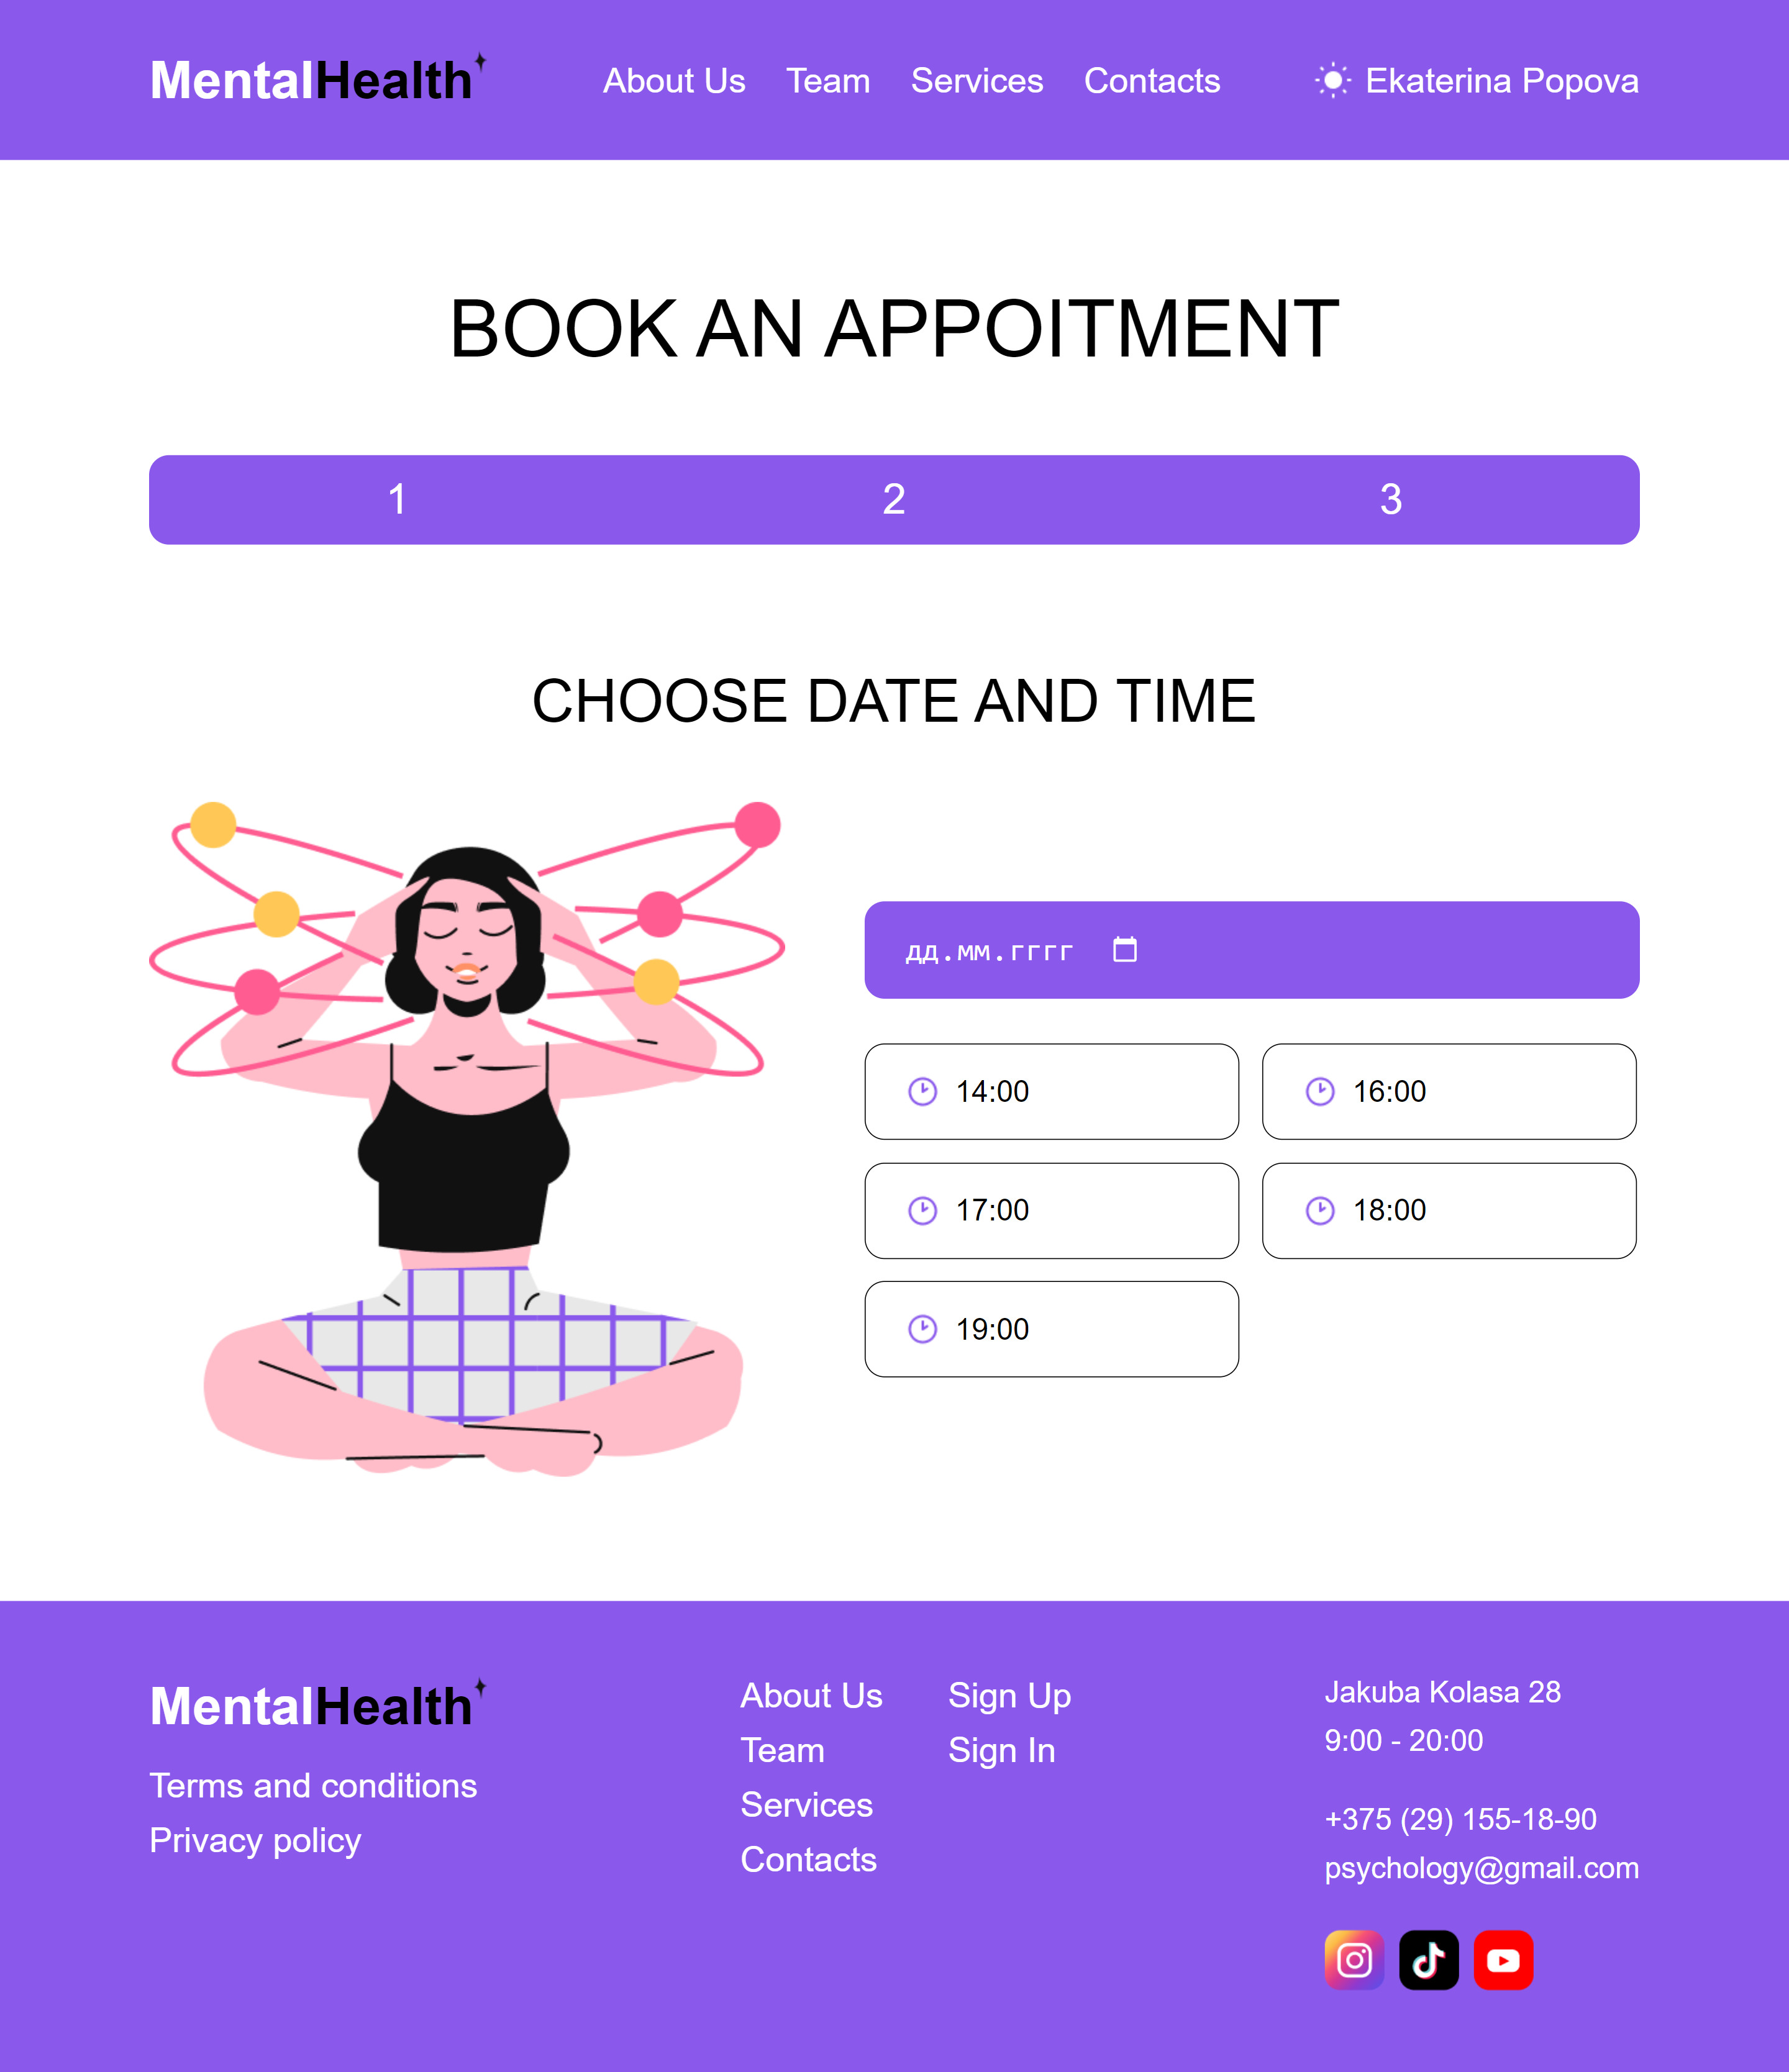 MentalHealth
About Us Team Services Contacts
Ekaterina Popova
BOOK AN APPOITMENT
1 2 3
CHOOSE DATE AND TIME
дд.мм.гггг
14:00 16:00
17:00 18:00
19:00
MentalHealth
Terms and conditions
Privacy policy
About Us
Team
Services
Contacts
Sign Up
Sign In
Jakuba Kolasa 28
9:00 - 20:00
+375 (29) 155-18-90
psychology@gmail.com